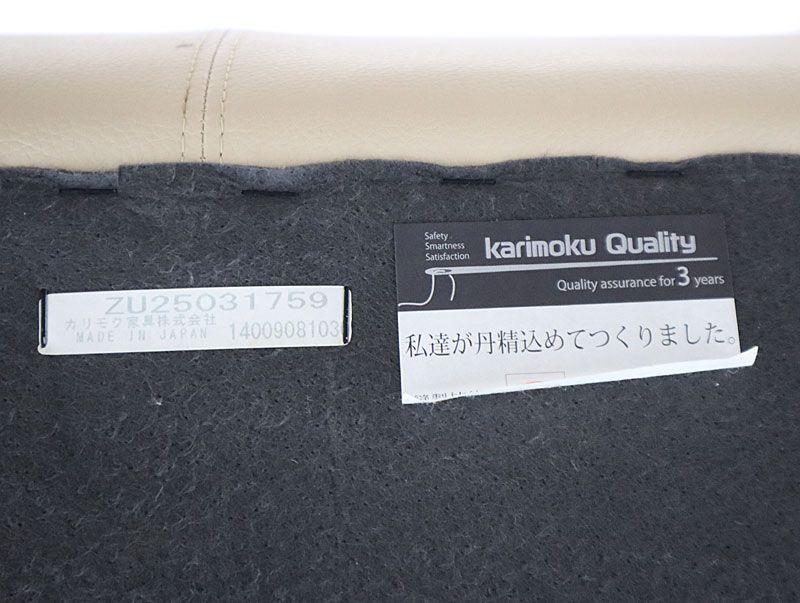 ZU25031759
カリモク家具株式会社
MADE IN JAPAN 1400908103
Safety
Smartness
Satisfaction
karimoku Quality
Quality assurance for 3 years
私達が丹精込めてつくりました。